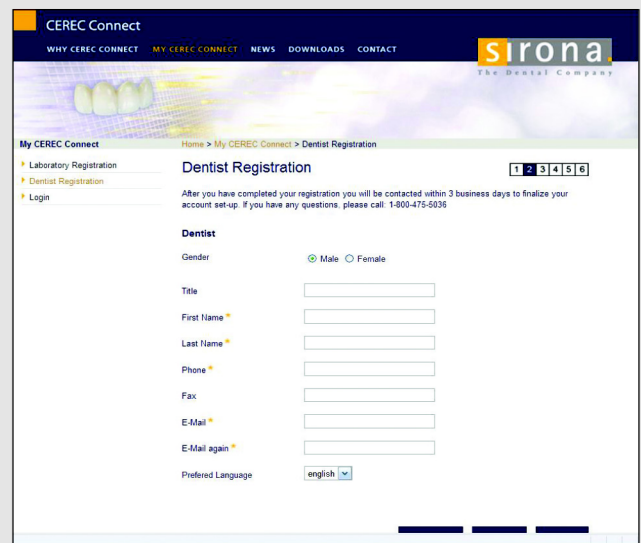 CEREC Connect
WHY CEREC CONNECT MY CEREC CONNECT NEWS DOWNLOADS CONTACT
sirona.
The Dental Company
My CEREC Connect
Home > My CEREC Connect > Dentist Registration
Laboratory Registration
Dentist Registration
Login
Dentist Registration
1 2 3 4 5 6
After you have completed your registration you will be contacted within 3 business days to finalize your
account set-up. If you have any questions, please call: 1-800-475-5036
Dentist
Gender Male Female
Title
First Name *
Last Name *
Phone *
Fax
E-Mail *
E-Mail again *
Prefered Language english